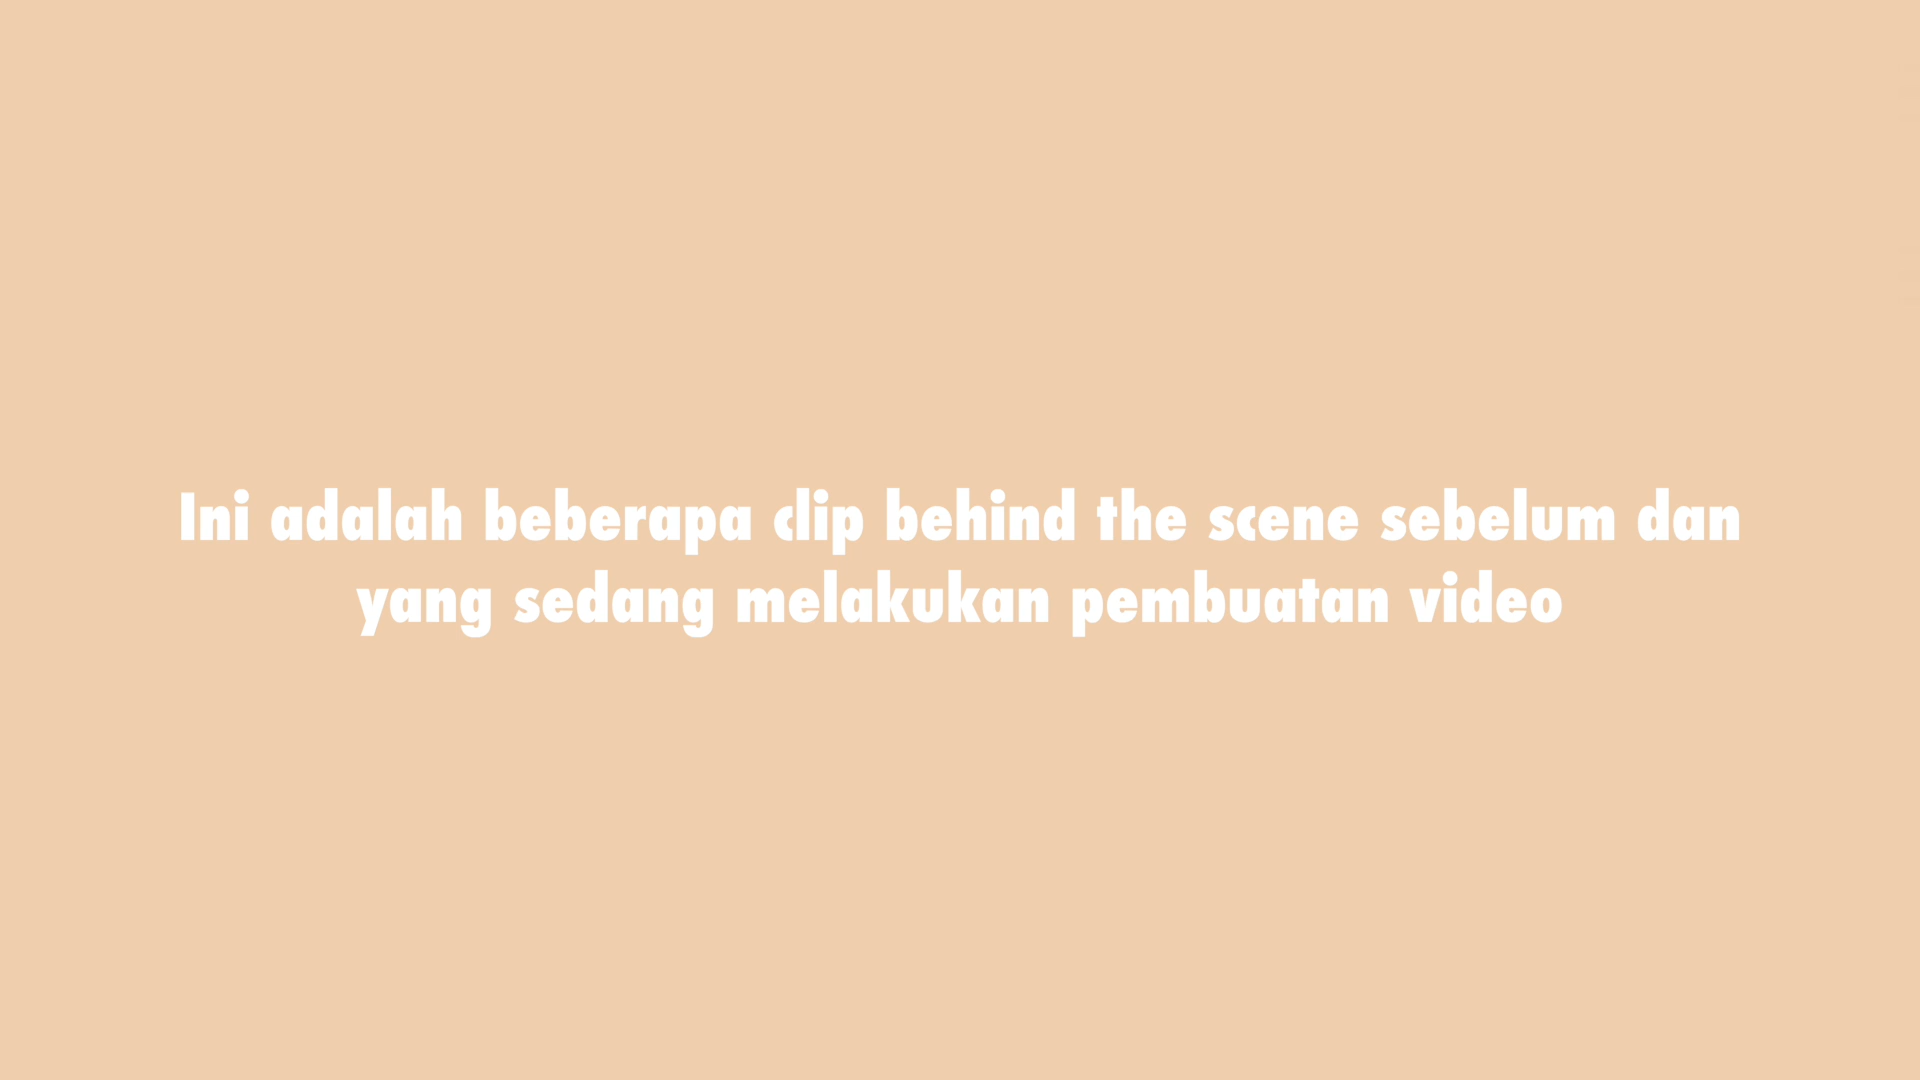 Ini adalah beberapa clip behind the scene sebelum dan
yang sedang melakukan pembuatan video